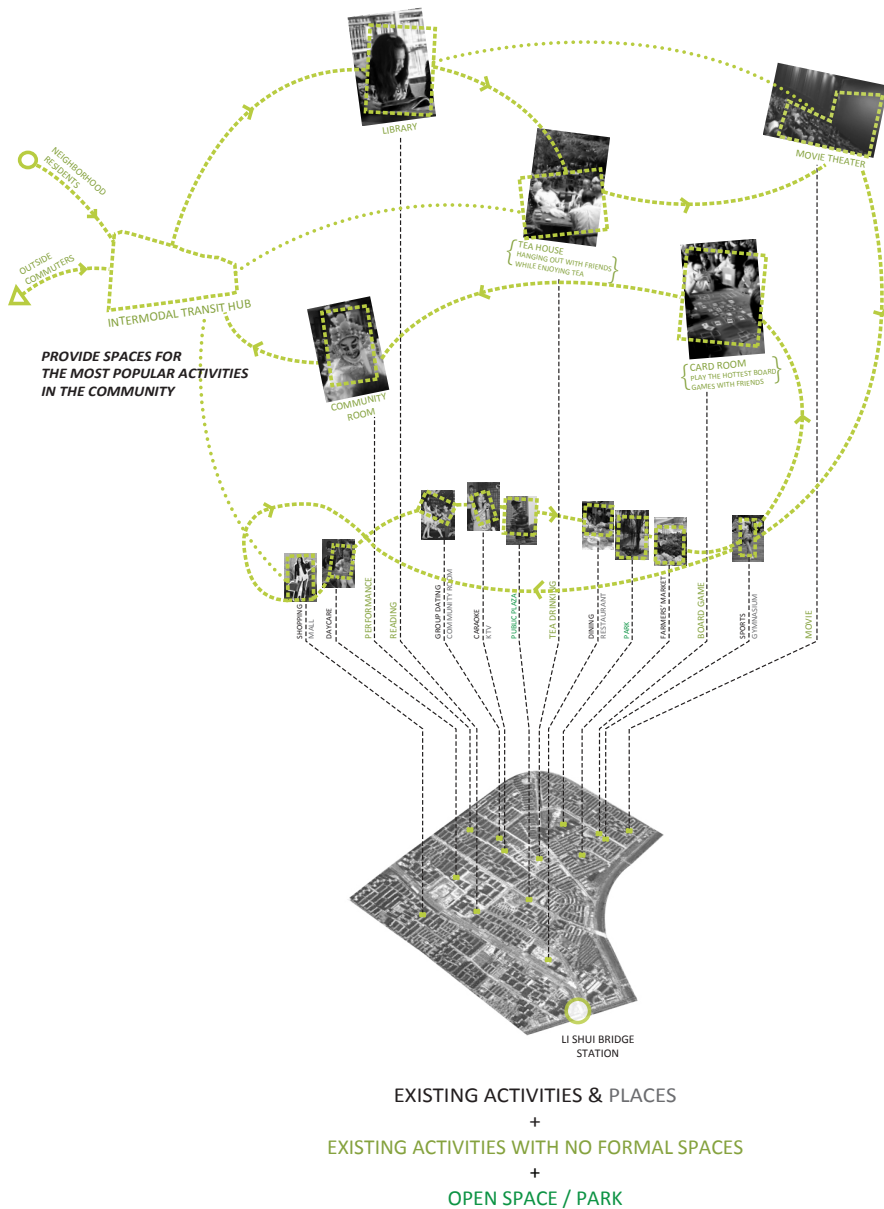 LIBRARY
MOVIE THEATER
NEIGHBORHOOD
RESIDENTS
OUTSIDE
COMMUTERS
INTERMODAL TRANSIT HUB
TEA HOUSE
HANGING OUT WITH FRIENDS
WHILE ENJOYING TEA
PROVIDE SPACES FOR
THE MOST POPULAR ACTIVITIES
IN THE COMMUNITY
COMMUNITY
ROOM
CARD ROOM
PLAY THE HOTTEST BOARD
GAMES WITH FRIENDS
SHOPPING
MALL
DAYCARE
PERFORMANCE
READING
GROUP DATING
COMMUNITY ROOM
CARAOKE
KTV
PUBLIC PLAZA
TEA DRINKING
DINING
RESTAURANT
PARK
FARMERS' MARKET
BOARD GAME
SPORTS
GYMNASIUM
MOVIE
LI SHUI BRIDGE
STATION
EXISTING ACTIVITIES & PLACES
+
EXISTING ACTIVITIES WITH NO FORMAL SPACES
+
OPEN SPACE / PARK